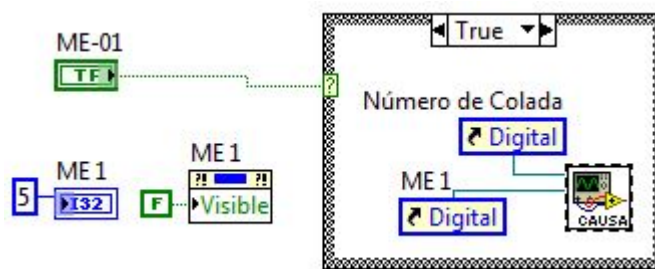 True
ME-01
TF
?
Número de Colada
Digital
ME 1
5
I32
ME 1
?! ?!
F
Visible
ME 1
Digital
CAUSA